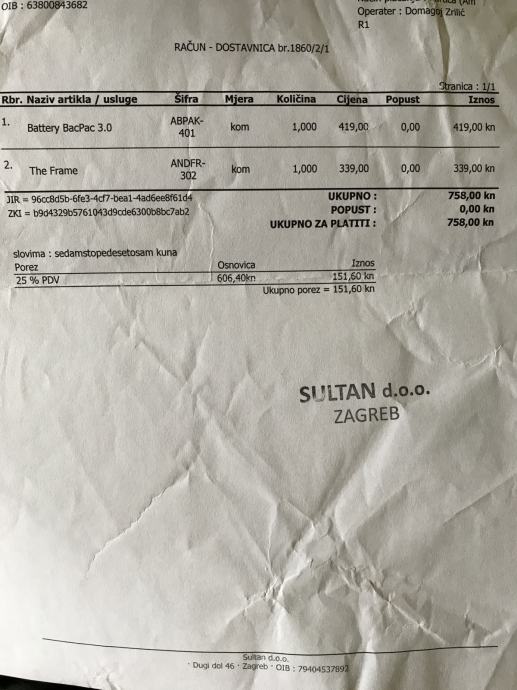 OIB : 63800843682
Operater : Domagoj Zrilić
R1
RAČUN - DOSTAVNICA br.1860/2/1
Stranica : 1/1
Rbr. Naziv artikla / usluge Šifra Mjera Količina Cijena Popust Iznos
1. Battery BacPac 3.0 ABPAK-401 kom 1,000 419,00 0,00 419,00 kn
2. The Frame ANDFR-302 kom 1,000 339,00 0,00 339,00 kn
JIR = 96cc8d5b-6fe3-4cf7-bea1-4ad6ee8f61d4 UKUPNO : 758,00 kn
ZKI = b9d4329b5761043d9cde6300b8bc7ab2 POPUST : 0,00 kn
UKUPNO ZA PLATITI : 758,00 kn
slovima : sedamstopedesetosam kuna
Porez Osnovica Iznos
25 % PDV 606,40kn 151,60 kn
Ukupno porez = 151,60 kn
SULTAN d.o.o.
ZAGREB
Sultan d.o.o.
· Dugi dol 46 · Zagreb · OIB : 79404537892